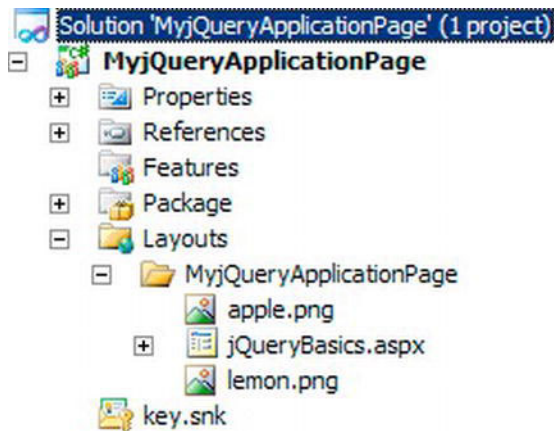 Solution 'MyjQueryApplicationPage' (1 project)
MyjQueryApplicationPage
Properties
References
Features
Package
Layouts
MyjQueryApplicationPage
apple.png
jQueryBasics.aspx
lemon.png
key.snk